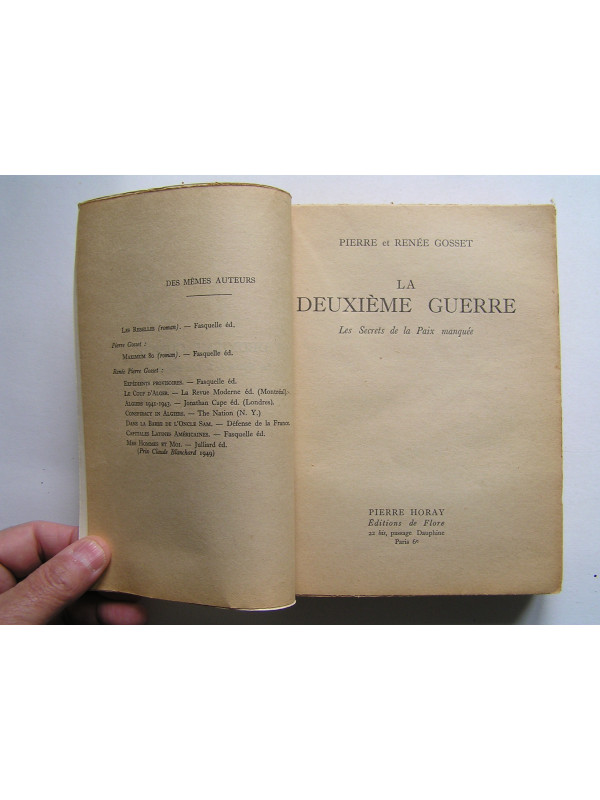 DES MÊMES AUTEURS
Les Rebelles (roman). — Fasquelle éd.
Pierre Gosset :
Maximum 80 (roman). — Fasquelle éd.
Renée Pierre Gosset :
Expédients provisoires. — Fasquelle éd.
Le Coup d'Alger. — La Revue Moderne éd. (Montréal).
Algiers 1941-1943. — Jonathan Cape éd. (Londres).
Conspiracy in Algiers. — The Nation (N. Y.)
Dans la Barbe de l'Oncle Sam. — Défense de la France.
Capitales Latines Américaines. — Fasquelle éd.
Mes Hommes et Moi. — Julliard éd.
(Prix Claude Blanchard 1949)
PIERRE et RENÉE GOSSET
LA
DEUXIÈME GUERRE
Les Secrets de la Paix manquée
PIERRE HORAY
Éditions de Flore
22 bis, passage Dauphine
Paris 6e